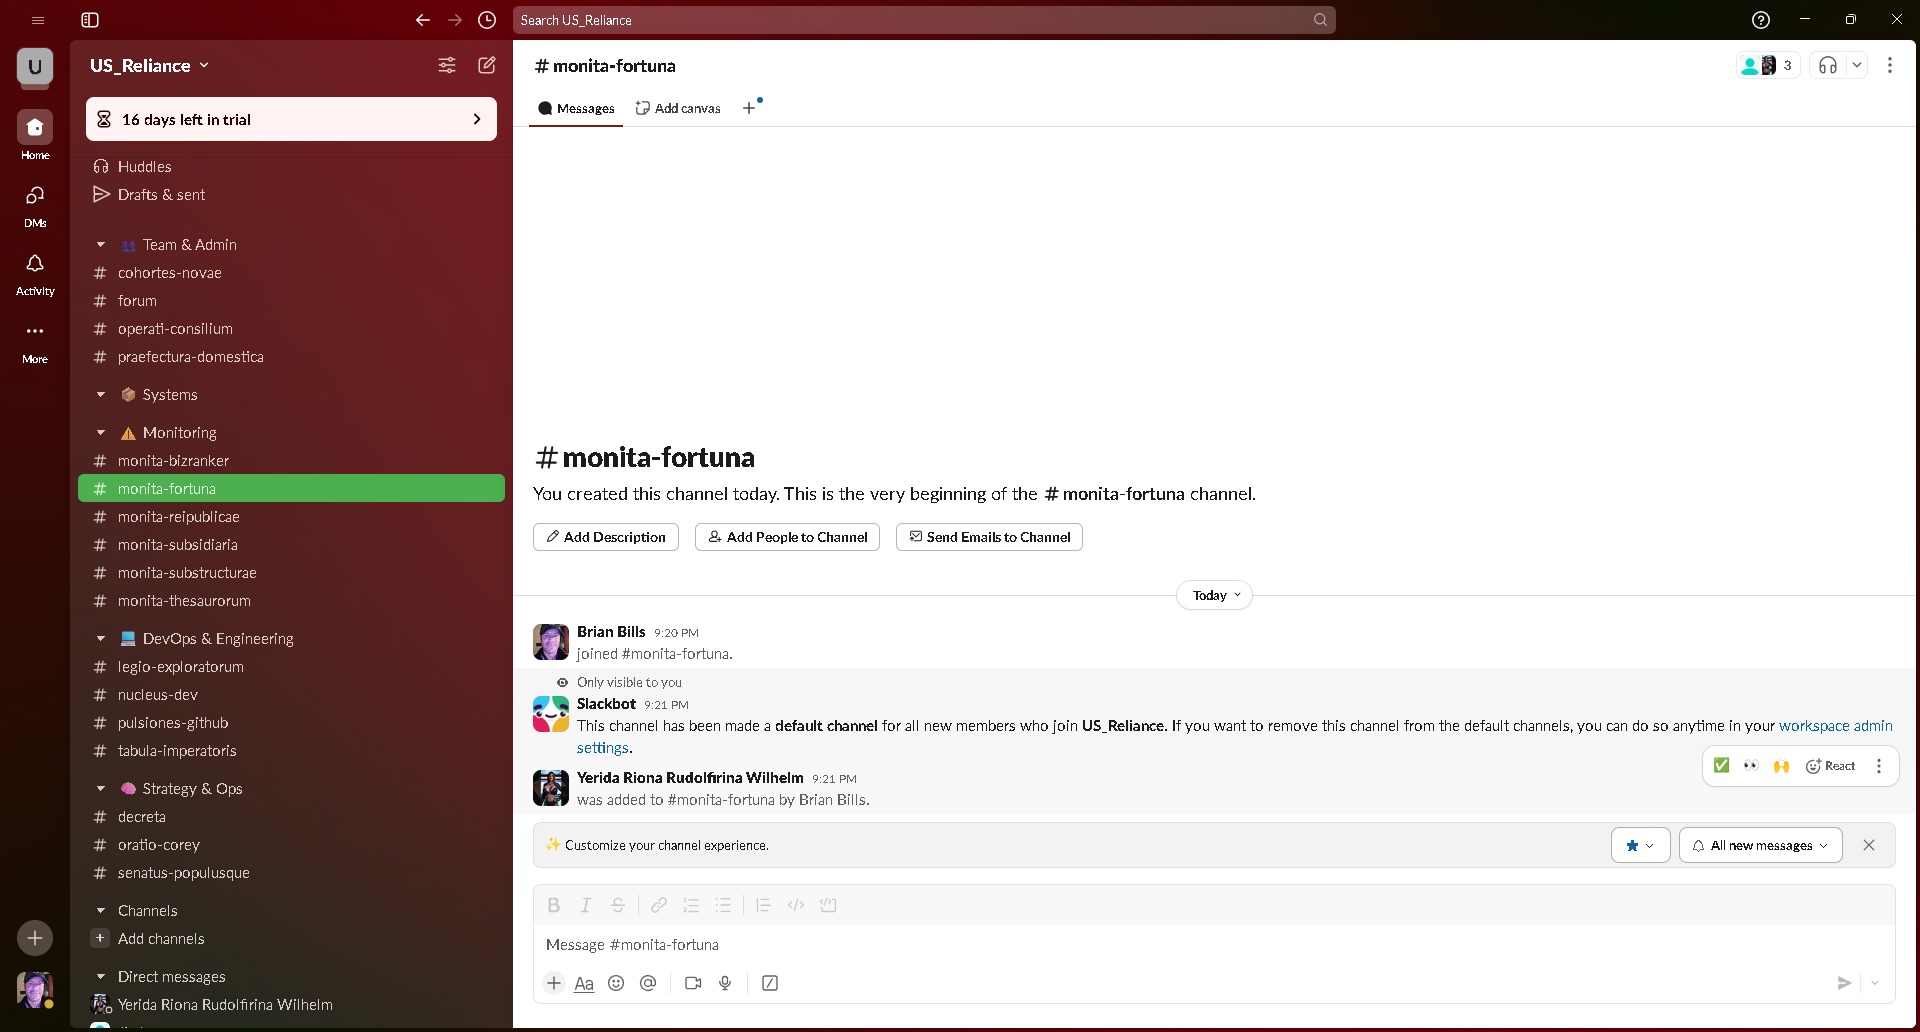 Search US_Reliance
U
US_Reliance
16 days left in trial
Home
DMs
Activity
More
Huddles
Drafts & sent
Team & Admin
# cohortes-novae
# forum
# operati-consilium
# praefectura-domestica
Systems
Monitoring
# monita-bizranker
# monita-fortuna
# monita-reipublicae
# monita-subsidiaria
# monita-substructurae
# monita-thesaurorum
DevOps & Engineering
# legio-exploratorum
# nucleus-dev
# pulsiones-github
# tabula-imperatoris
Strategy & Ops
# decreta
# oratio-corey
# senatus-populusque
Channels
+ Add channels
Direct messages
Yerida Riona Rudolfirina Wilhelm
# monita-fortuna
3
Messages Add canvas +
# monita-fortuna
You created this channel today. This is the very beginning of the # monita-fortuna channel.
Add Description Add People to Channel Send Emails to Channel
Today
Brian Bills 9:20 PM
joined #monita-fortuna.
Only visible to you
Slackbot 9:21 PM
This channel has been made a default channel for all new members who join US_Reliance. If you want to remove this channel from the default channels, you can do so anytime in your workspace admin
settings.
Yerida Riona Rudolfirina Wilhelm 9:21 PM
was added to #monita-fortuna by Brian Bills.
React
Customize your channel experience.
All new messages
B I S
Message #monita-fortuna
+ Aa @